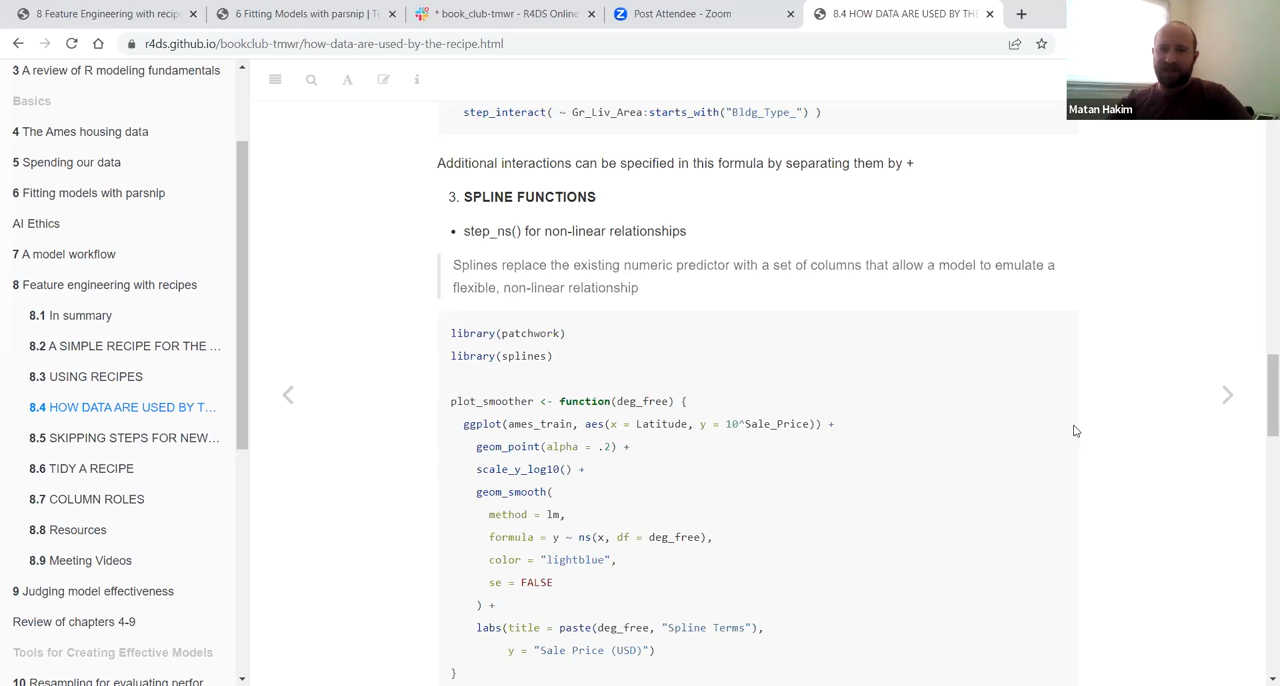 8 Feature Engineering with recipe
6 Fitting Models with parsnip | Ti
* book_club-tmwr - R4DS Online
Post Attendee - Zoom
8.4 HOW DATA ARE USED BY THE
r4ds.github.io/bookclub-tmwr/how-data-are-used-by-the-recipe.html
Matan Hakim
3 A review of R modeling fundamentals
Basics
4 The Ames housing data
5 Spending our data
6 Fitting models with parsnip
AI Ethics
7 A model workflow
8 Feature engineering with recipes
8.1 In summary
8.2 A SIMPLE RECIPE FOR THE ...
8.3 USING RECIPES
8.4 HOW DATA ARE USED BY T...
8.5 SKIPPING STEPS FOR NEW...
8.6 TIDY A RECIPE
8.7 COLUMN ROLES
8.8 Resources
8.9 Meeting Videos
9 Judging model effectiveness
Review of chapters 4-9
Tools for Creating Effective Models
10 Resampling for evaluating perfor
step_interact( ~ Gr_Liv_Area:starts_with("Bldg_Type_") )
Additional interactions can be specified in this formula by separating them by +
3. SPLINE FUNCTIONS
• step_ns() for non-linear relationships
Splines replace the existing numeric predictor with a set of columns that allow a model to emulate a
flexible, non-linear relationship
library(patchwork)
library(splines)
plot_smoother <- function(deg_free) {
ggplot(ames_train, aes(x = Latitude, y = 10^Sale_Price)) +
geom_point(alpha = .2) +
scale_y_log10() +
geom_smooth(
method = lm,
formula = y ~ ns(x, df = deg_free),
color = "lightblue",
se = FALSE
) +
labs(title = paste(deg_free, "Spline Terms"),
y = "Sale Price (USD)")
}